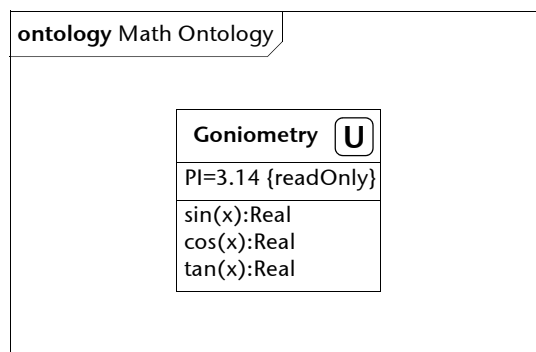 ontology Math Ontology
Goniometry U
PI=3.14 {readOnly}
sin(x):Real
cos(x):Real
tan(x):Real